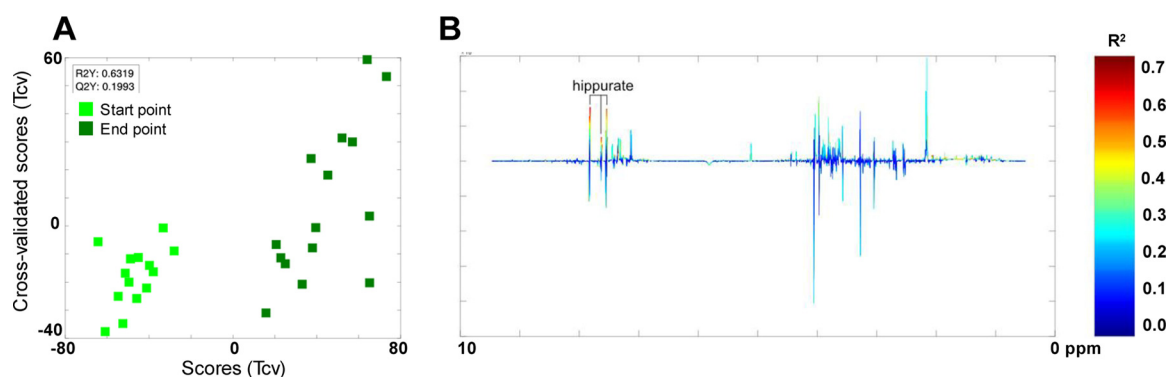 A
60
R2Y: 0.6319
Q2Y: 0.1993
Start point
End point
0
-40
Cross-validated scores (Tcv)
-80
0
80
Scores (Tcv)
B
hippurate
10
0 ppm
R²
0.7
0.6
0.5
0.4
0.3
0.2
0.1
0.0